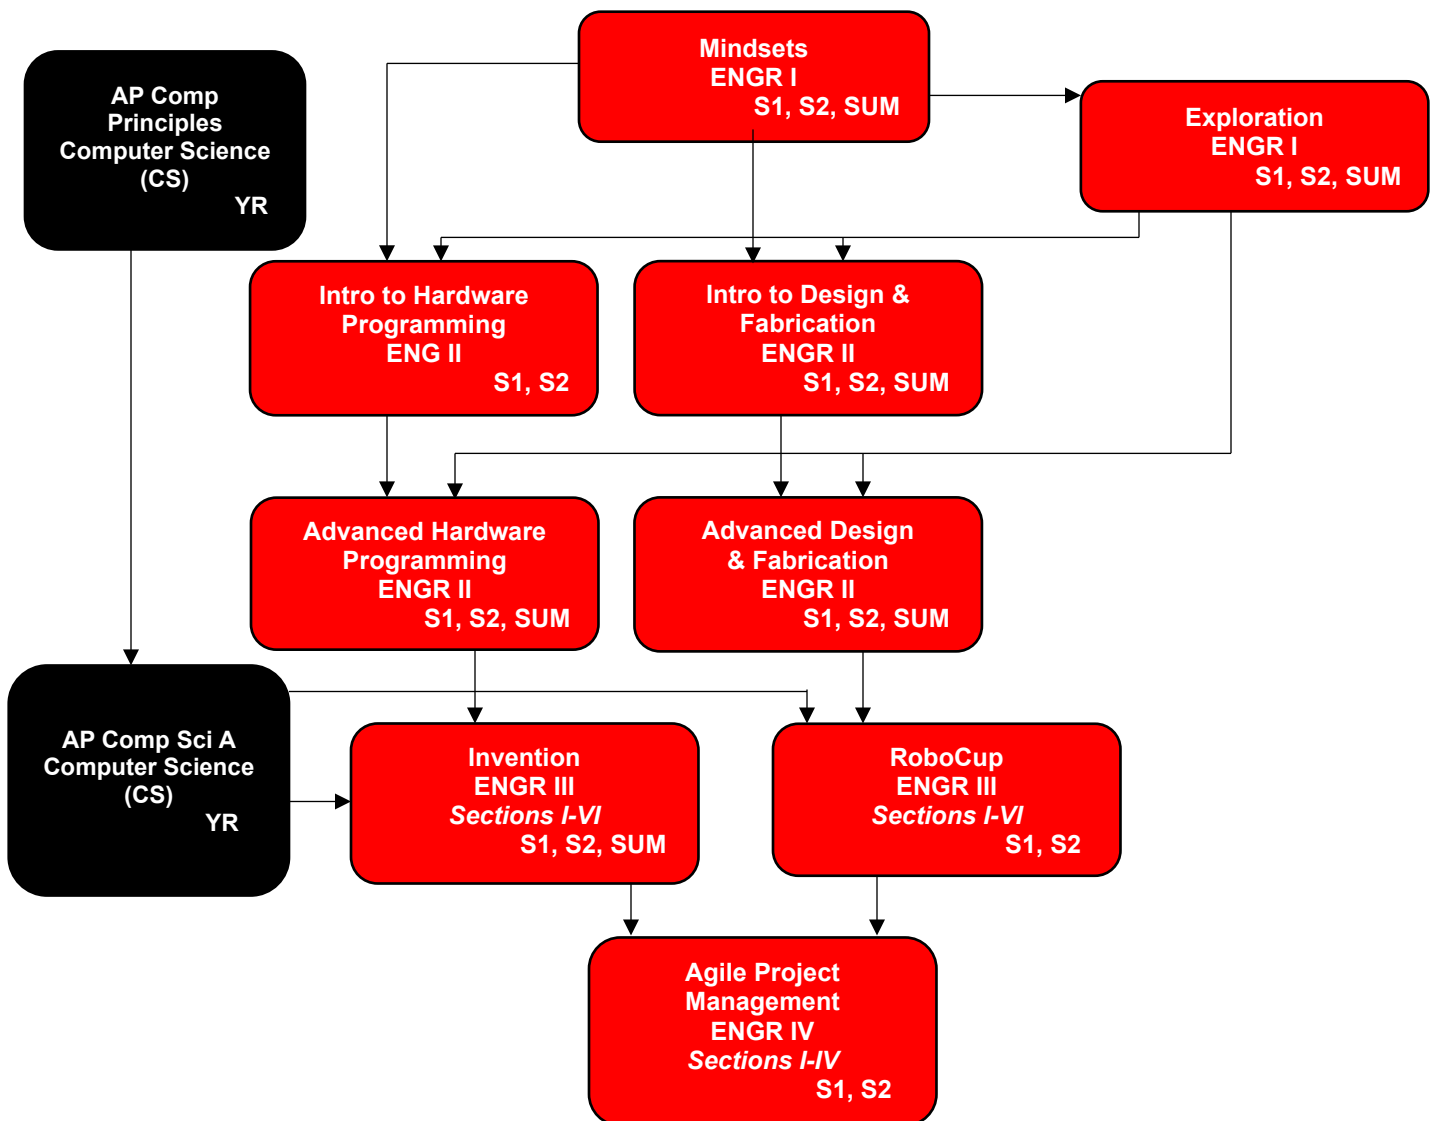 Mindsets
ENGR I
S1, S2, SUM
AP Comp
Principles
Computer Science
(CS)
YR
Exploration
ENGR I
S1, S2, SUM
Intro to Hardware
Programming
ENG II
S1, S2
Intro to Design &
Fabrication
ENGR II
S1, S2, SUM
Advanced Hardware
Programming
ENGR II
S1, S2, SUM
Advanced Design
& Fabrication
ENGR II
S1, S2, SUM
AP Comp Sci A
Computer Science
(CS)
YR
Invention
ENGR III
Sections I-VI
S1, S2, SUM
RoboCup
ENGR III
Sections I-VI
S1, S2
Agile Project
Management
ENGR IV
Sections I-IV
S1, S2